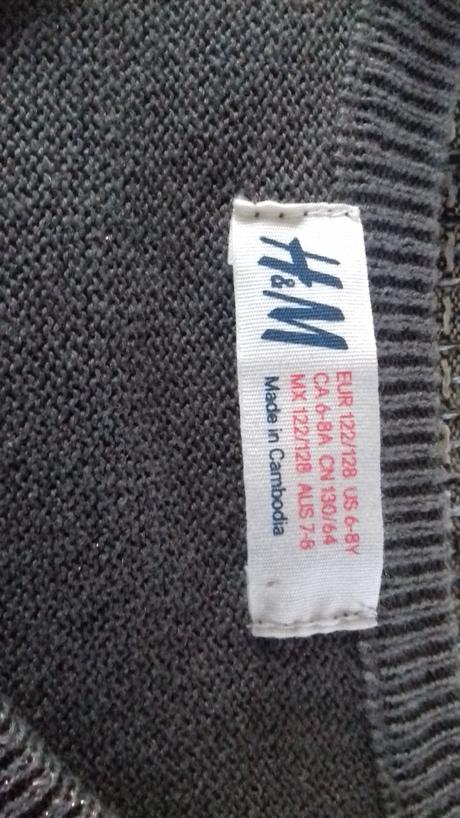 H&M
EUR 122/128 US 6-8Y
CA 6-8A CN 130/64
MX 122/128 AUS 7-8
Made in Cambodia